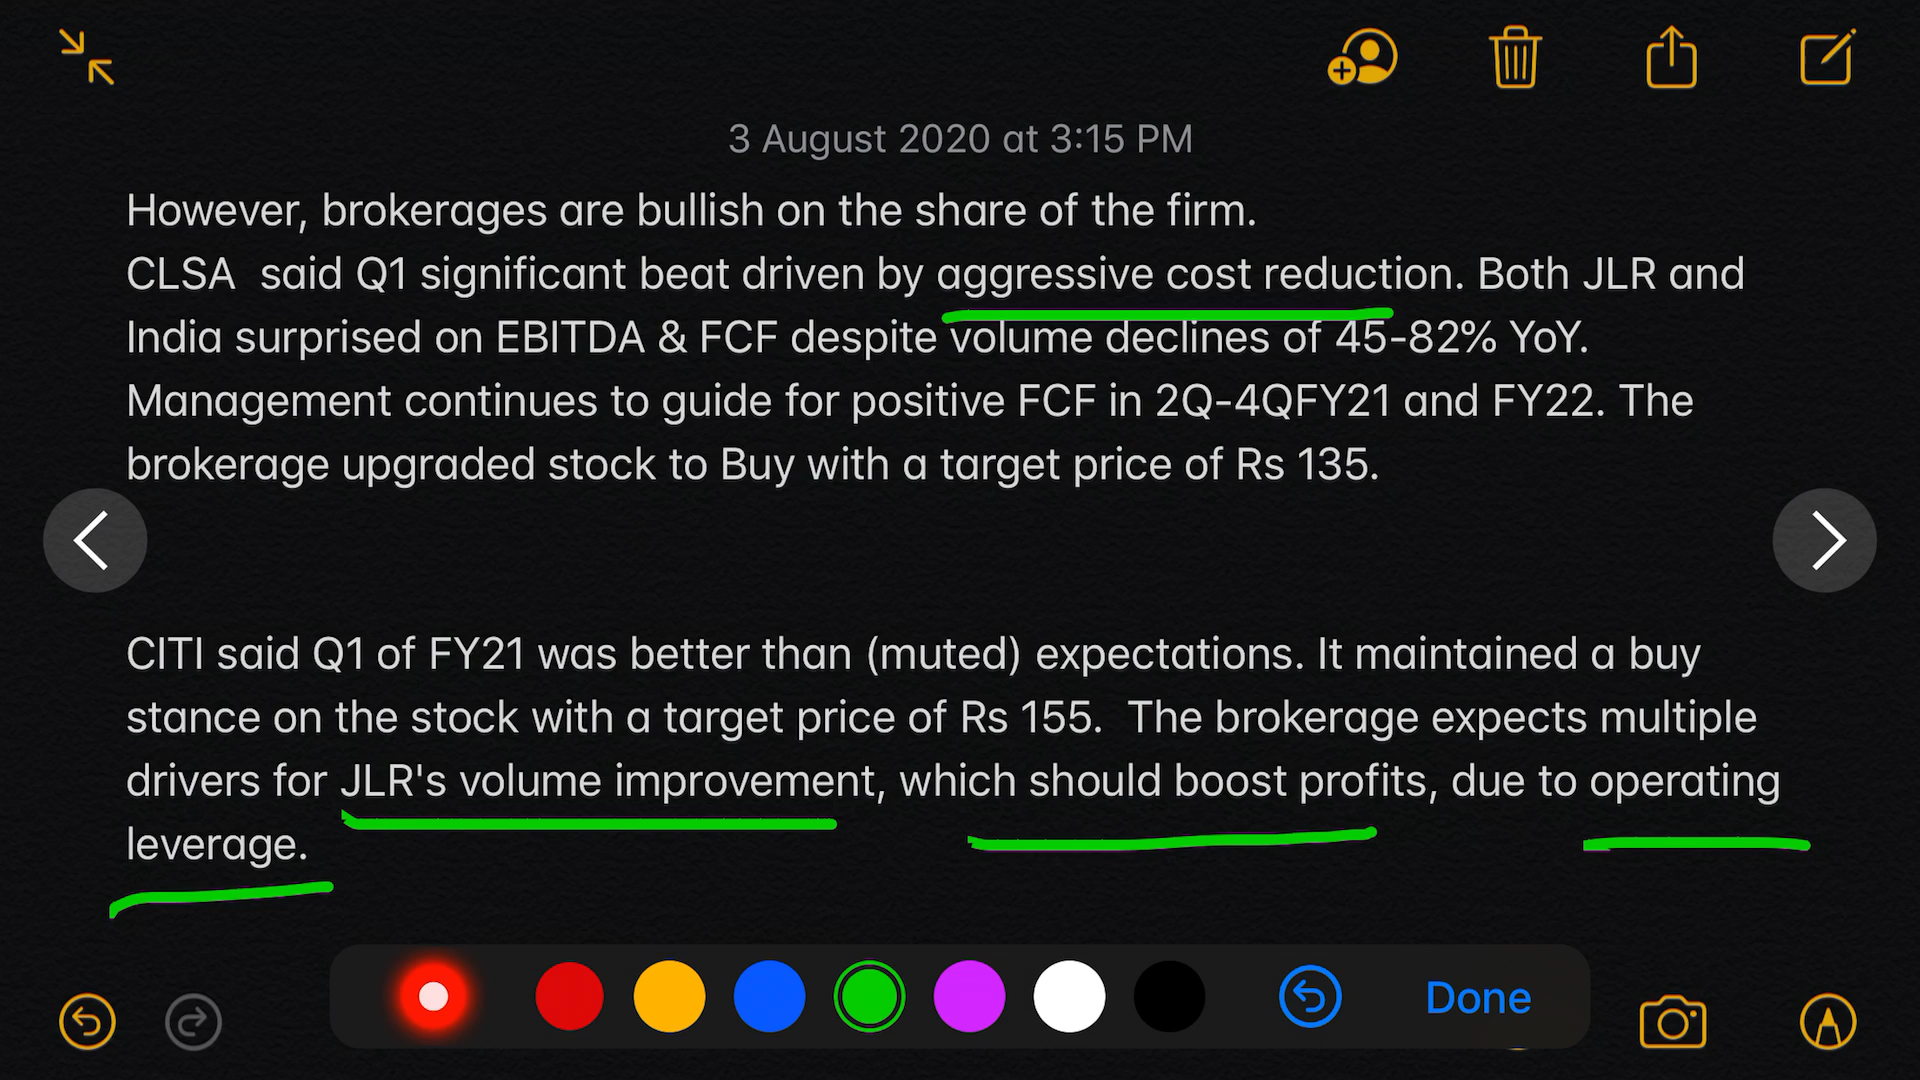 3 August 2020 at 3:15 PM
However, brokerages are bullish on the share of the firm.
CLSA  said Q1 significant beat driven by aggressive cost reduction. Both JLR and
India surprised on EBITDA & FCF despite volume declines of 45-82% YoY.
Management continues to guide for positive FCF in 2Q-4QFY21 and FY22. The
brokerage upgraded stock to Buy with a target price of Rs 135.
CITI said Q1 of FY21 was better than (muted) expectations. It maintained a buy
stance on the stock with a target price of Rs 155.  The brokerage expects multiple
drivers for JLR's volume improvement, which should boost profits, due to operating
leverage.
Done